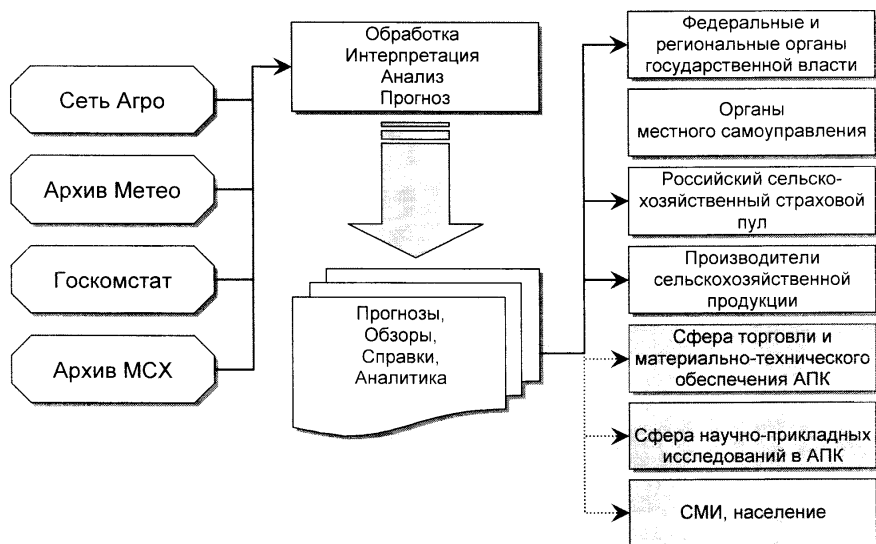 Сеть Агро
Архив Метео
Госкомстат
Архив МСХ
Обработка
Интерпретация
Анализ
Прогноз
Прогнозы,
Обзоры,
Справки,
Аналитика
Федеральные и
региональные органы
государственной власти
Органы
местного самоуправления
Российский сельско-
хозяйственный страховой
пул
Производители
сельскохозяйственной
продукции
Сфера торговли и
материально-технического
обеспечения АПК
Сфера научно-прикладных
исследований в АПК
СМИ, население